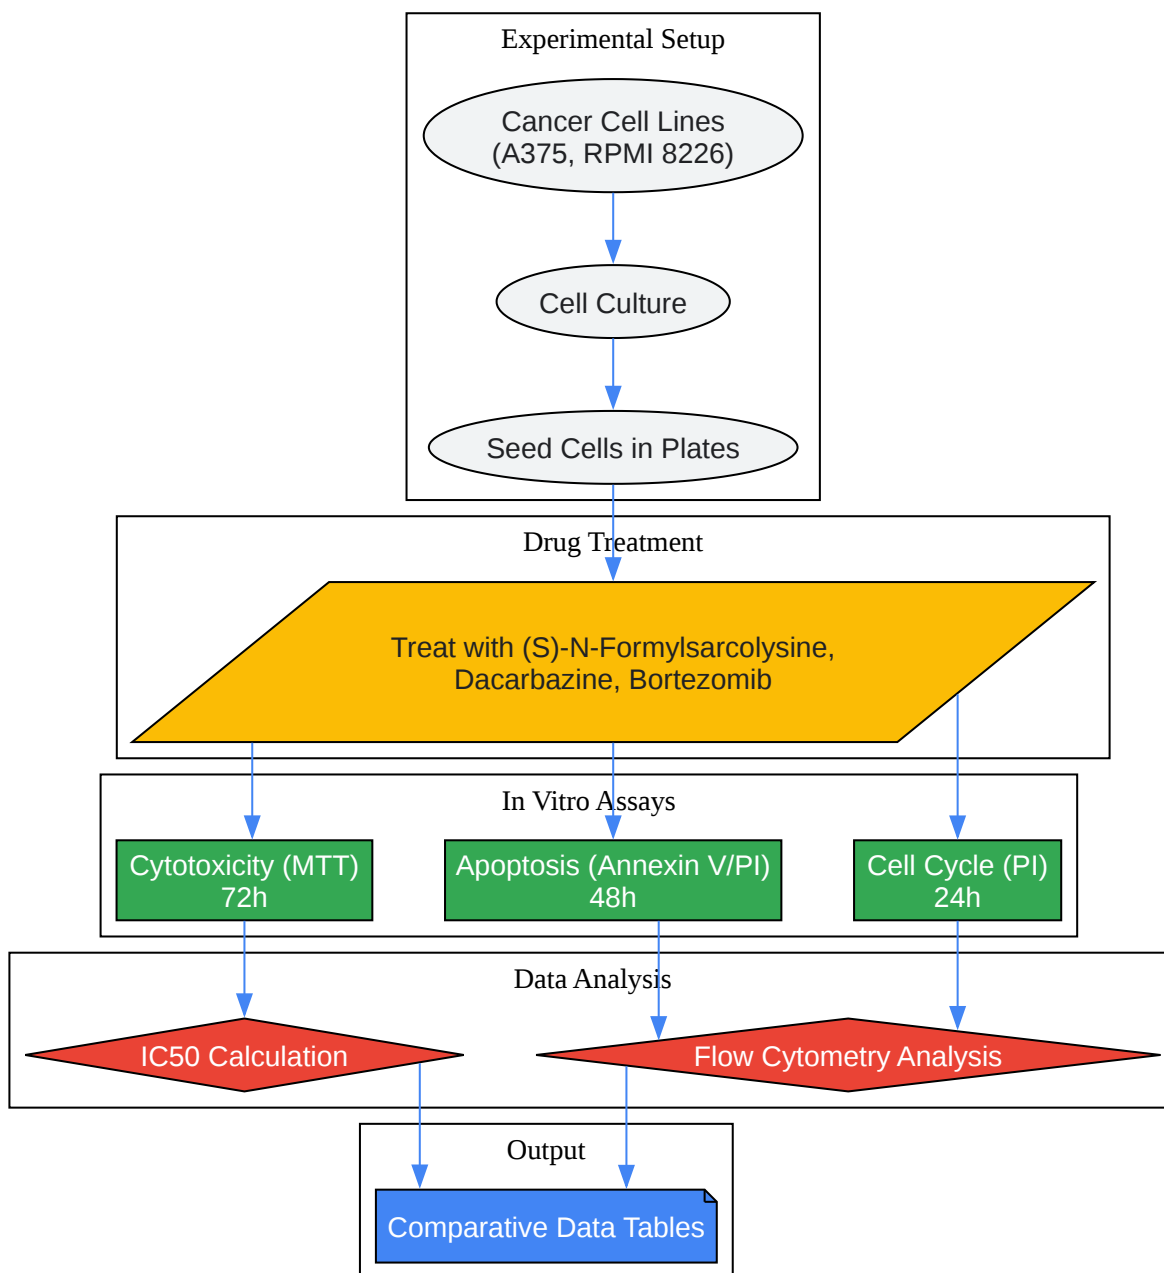 Experimental Setup
Cancer Cell Lines
(A375, RPMI 8226)
Cell Culture
Seed Cells in Plates
Drug Treatment
Treat with (S)-N-Formylsarcolysine,
Dacarbazine, Bortezomib
In Vitro Assays
Cytotoxicity (MTT)
72h
Apoptosis (Annexin V/PI)
48h
Cell Cycle (PI)
24h
Data Analysis
IC50 Calculation
Flow Cytometry Analysis
Output
Comparative Data Tables